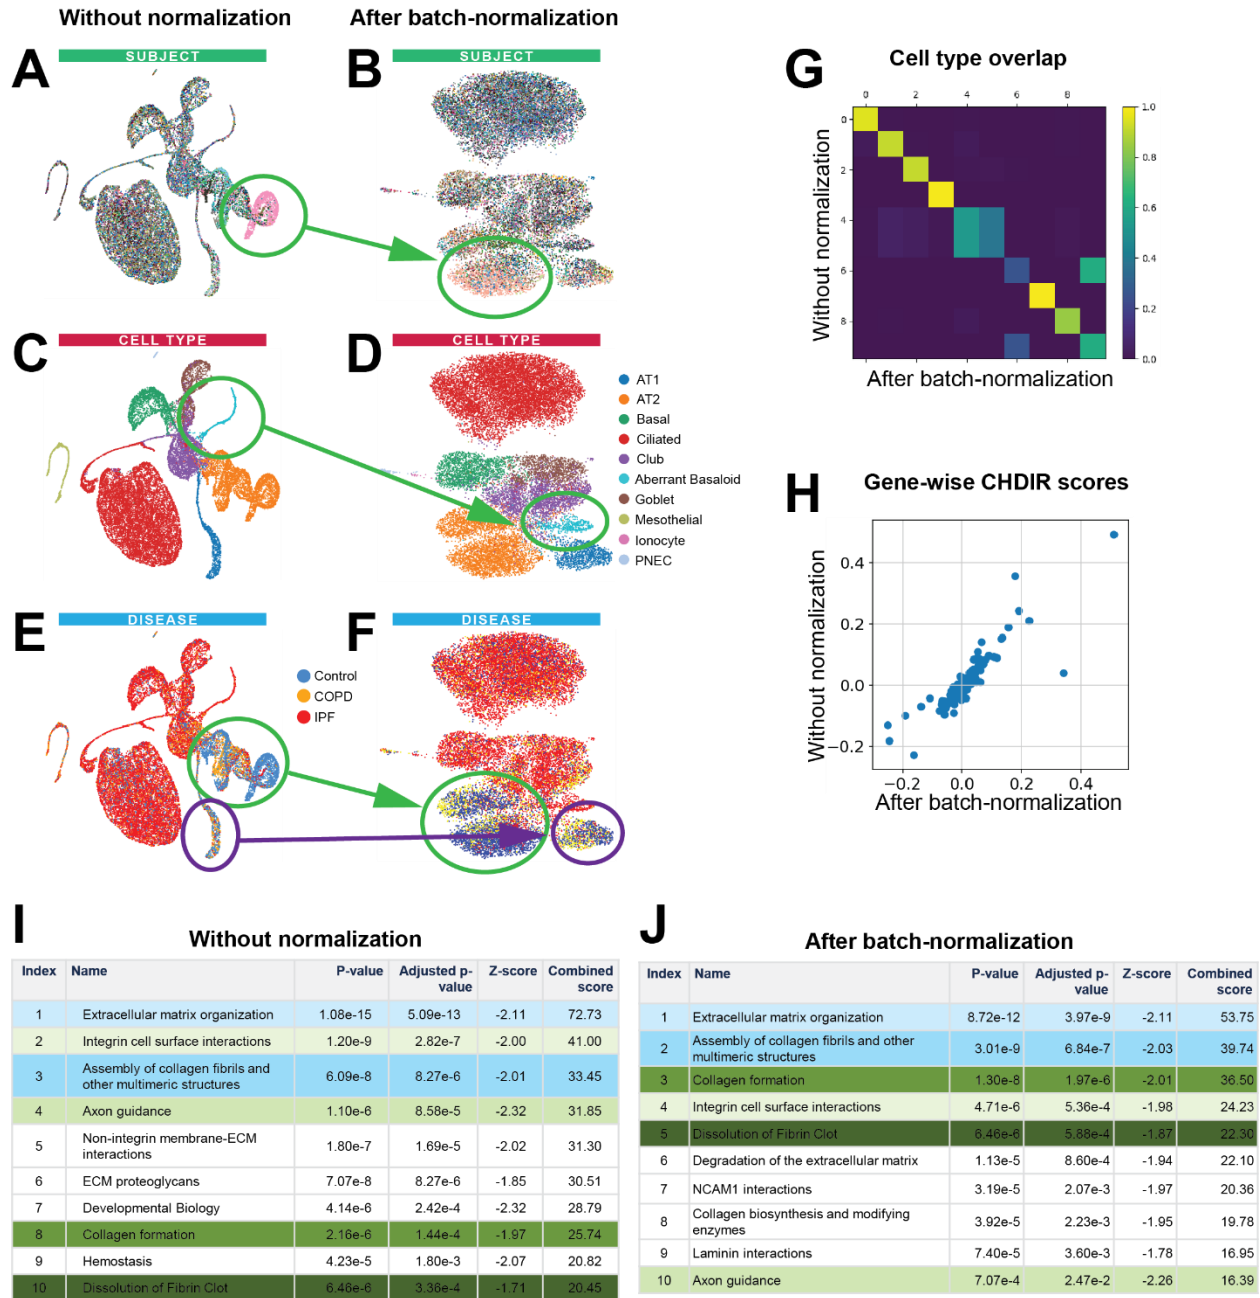 Without normalization
After batch-normalization
A
SUBJECT
B
SUBJECT
C
CELL TYPE
D
CELL TYPE
AT1
AT2
Basal
Ciliated
Club
Aberrant Basaloid
Goblet
Mesothelial
Ionocyte
PNEC
E
DISEASE
Control
COPD
IPF
F
DISEASE
G
Cell type overlap
0 2 4 6 8
0
2
4
6
8
Without normalization
After batch-normalization
1.0
0.8
0.6
0.4
0.2
0.0
H
Gene-wise CHDIR scores
Without normalization
0.4
0.2
0.0
−0.2
−0.2 0.0 0.2 0.4
After batch-normalization
I
Without normalization
Index Name P-value Adjusted p- Z-score Combined
value score
1 Extracellular matrix organization 1.08e-15 5.09e-13 -2.11 72.73
2 Integrin cell surface interactions 1.20e-9 2.82e-7 -2.00 41.00
3 Assembly of collagen fibrils and 6.09e-8 8.27e-6 -2.01 33.45
other multimeric structures
4 Axon guidance 1.10e-6 8.58e-5 -2.32 31.85
5 Non-integrin membrane-ECM 1.80e-7 1.69e-5 -2.02 31.30
interactions
6 ECM proteoglycans 7.07e-8 8.27e-6 -1.85 30.51
7 Developmental Biology 4.14e-6 2.42e-4 -2.32 28.79
8 Collagen formation 2.16e-6 1.44e-4 -1.97 25.74
9 Hemostasis 4.23e-5 1.80e-3 -2.07 20.82
10 Dissolution of Fibrin Clot 6.46e-6 3.36e-4 -1.71 20.45
J
After batch-normalization
Index Name P-value Adjusted p- Z-score Combined
value score
1 Extracellular matrix organization 8.72e-12 3.97e-9 -2.11 53.75
2 Assembly of collagen fibrils and other 3.01e-9 6.84e-7 -2.03 39.74
multimeric structures
3 Collagen formation 1.30e-8 1.97e-6 -2.01 36.50
4 Integrin cell surface interactions 4.71e-6 5.36e-4 -1.98 24.23
5 Dissolution of Fibrin Clot 6.46e-6 5.88e-4 -1.87 22.30
6 Degradation of the extracellular matrix 1.13e-5 8.60e-4 -1.94 22.10
7 NCAM1 interactions 3.19e-5 2.07e-3 -1.97 20.36
8 Collagen biosynthesis and modifying 3.92e-5 2.23e-3 -1.95 19.78
enzymes
9 Laminin interactions 7.40e-5 3.60e-3 -1.78 16.95
10 Axon guidance 7.07e-4 2.47e-2 -2.26 16.39